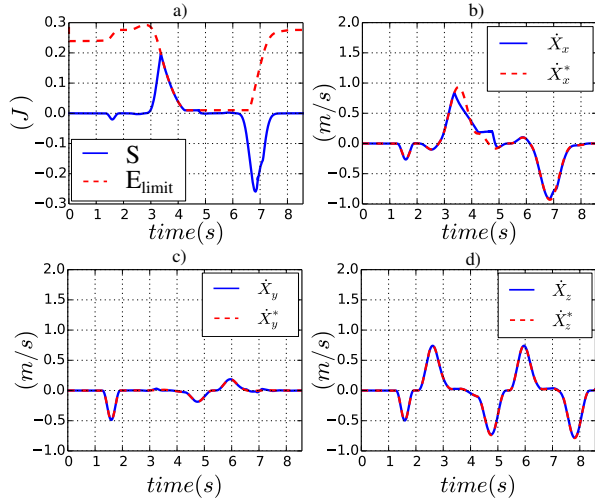 a)
0.3
0.2
0.1
0.0
−0.1
−0.2
−0.3
(J)
S
E_limit
0 1 2 3 4 5 6 7 8
time(s)
b)
2.0
1.5
1.0
0.5
0.0
−0.5
−1.0
(m/s)
Ẋ_x
Ẋ_x^*
0 1 2 3 4 5 6 7 8
time(s)
c)
2.0
1.5
1.0
0.5
0.0
−0.5
−1.0
(m/s)
Ẋ_y
Ẋ_y^*
0 1 2 3 4 5 6 7 8
time(s)
d)
2.0
1.5
1.0
0.5
0.0
−0.5
−1.0
(m/s)
Ẋ_z
Ẋ_z^*
0 1 2 3 4 5 6 7 8
time(s)